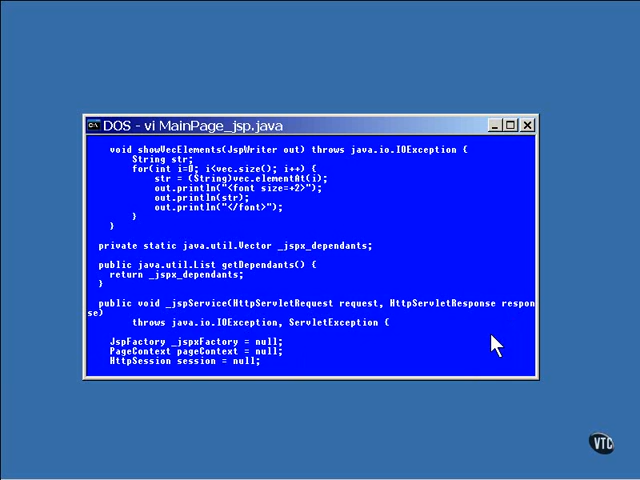 DOS - vi MainPage_jsp.java
void showVecElements(JspWriter out) throws java.io.IOException {
String str;
for(int i=0; i<vec.size(); i++) {
str = (String)vec.elementAt(i);
out.println("<font size=+2>");
out.println(str);
out.println("</font>");
}
}
private static java.util.Vector _jspx_dependants;
public java.util.List getDependants() {
return _jspx_dependants;
}
public void _jspService(HttpServletRequest request, HttpServletResponse respon
se)
throws java.io.IOException, ServletException {
JspFactory _jspxFactory = null;
PageContext pageContext = null;
HttpSession session = null;
VTC